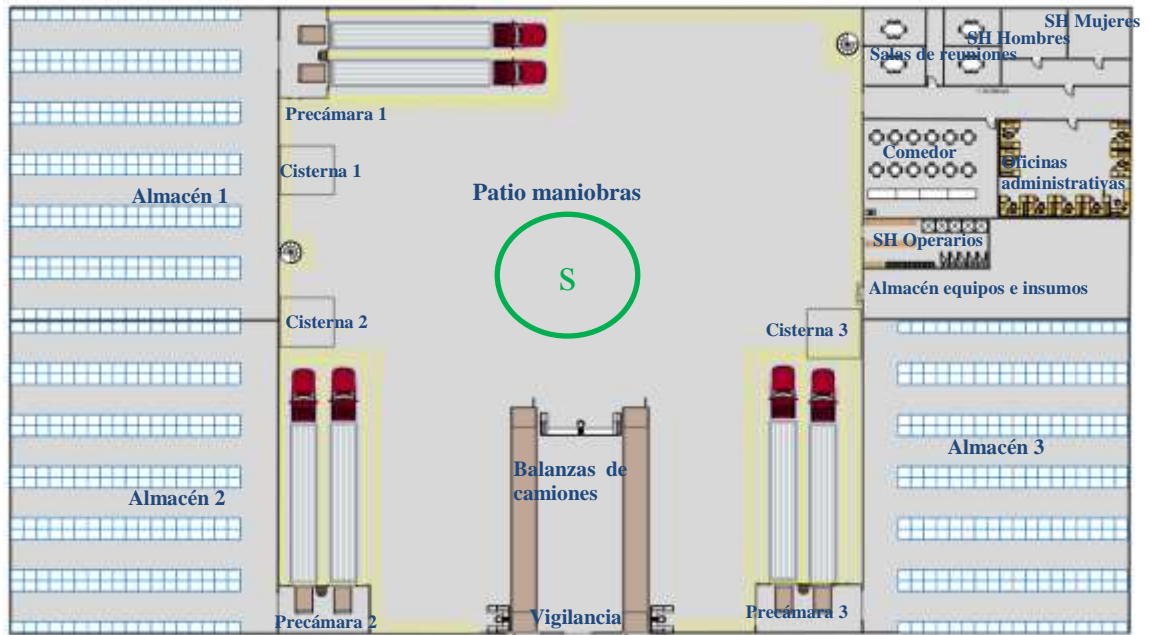 SH Mujeres
SH Hombres
Salas de reuniones
Precámara 1
Cisterna 1
Comedor
Oficinas
administrativas
Almacén 1
Patio maniobras
SH Operarios
S
Almacén equipos e insumos
Cisterna 2
Cisterna 3
Almacén 3
Balanzas de
camiones
Almacén 2
Precámara 2
Vigilancia
Precámara 3